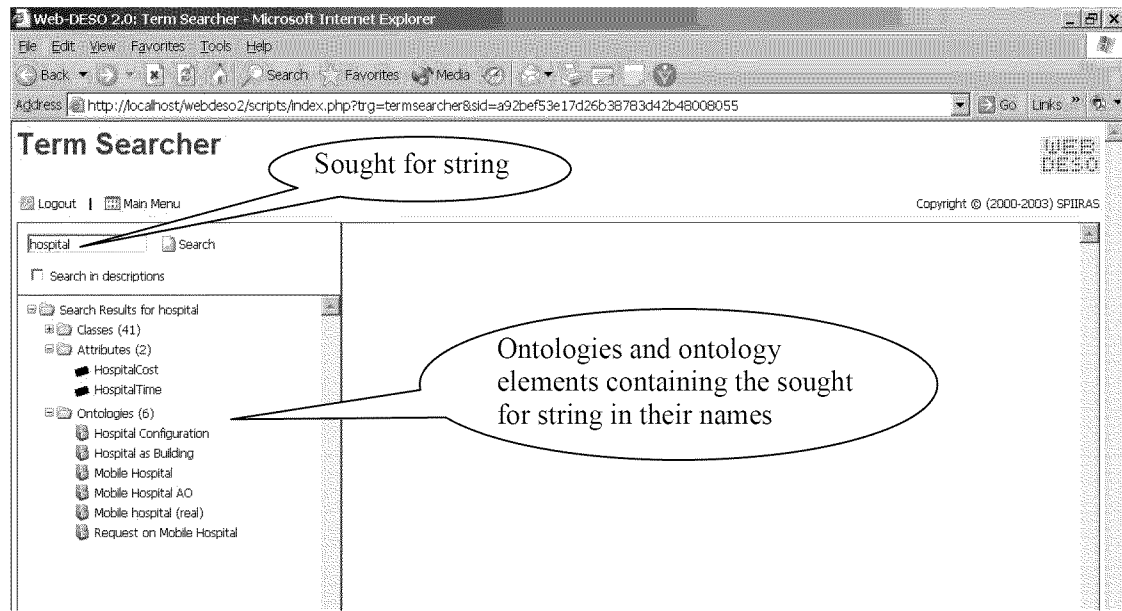 Web-DESO 2.0: Term Searcher - Microsoft Internet Explorer
File Edit View Favorites Tools Help
Back Search Favorites Media
Address http://localhost/webdeso2/scripts/index.php?trg=termsearcher&sid=a92bef53e17d26b38783d42b48008055 Go Links »
Term Searcher
WEB
DESO
Sought for string
Logout | Main Menu
Copyright © (2000-2003) SPIIRAS
hospital Search
Search in descriptions
Search Results for hospital
Classes (41)
Attributes (2)
HospitalCost
HospitalTime
Ontologies (6)
Hospital Configuration
Hospital as Building
Mobile Hospital
Mobile Hospital AO
Mobile hospital (real)
Request on Mobile Hospital
Ontologies and ontology
elements containing the sought
for string in their names